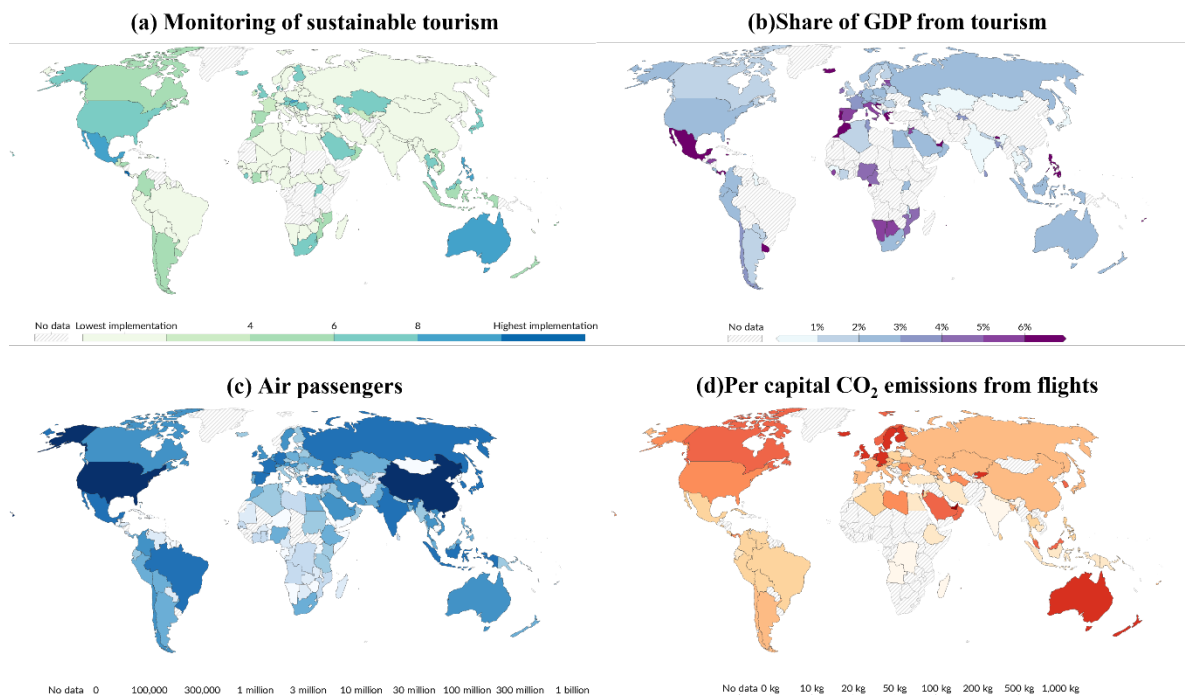 (a) Monitoring of sustainable tourism
(b)Share of GDP from tourism
No data Lowest implementation 4 6 8 Highest implementation
No data 1% 2% 3% 4% 5% 6%
(c) Air passengers
(d)Per capital CO₂ emissions from flights
No data 0 100,000 300,000 1 million 3 million 10 million 30 million 100 million 300 million 1 billion
No data 0 kg 10 kg 20 kg 50 kg 100 kg 200 kg 500 kg 1,000 kg